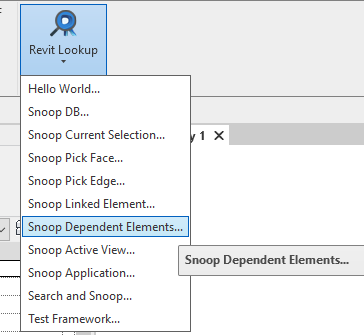 Revit Lookup
Hello World...
Snoop DB...
Snoop Current Selection...
y 1
Snoop Pick Face...
Snoop Pick Edge...
Snoop Linked Element...
Snoop Dependent Elements...
Snoop Active View...
Snoop Dependent Elements...
Snoop Application...
Search and Snoop...
Test Framework...